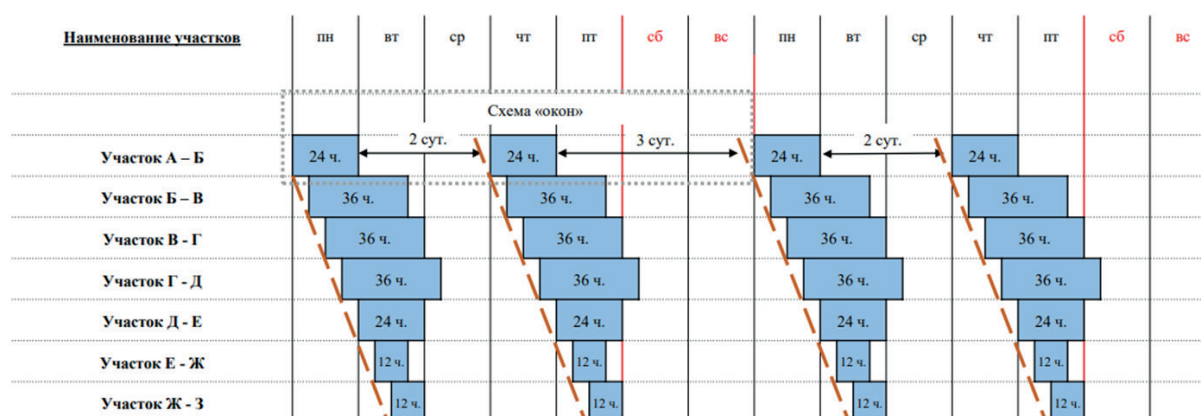 Наименование участков пн вт ср чт пт сб вс пн вт ср чт пт сб вс
Схема «окон»
2 сут. 3 сут. 2 сут.
Участок А – Б 24 ч. 24 ч. 24 ч. 24 ч.
Участок Б – В 36 ч. 36 ч. 36 ч. 36 ч.
Участок В - Г 36 ч. 36 ч. 36 ч. 36 ч.
Участок Г - Д 36 ч. 36 ч. 36 ч. 36 ч.
Участок Д - Е 24 ч. 24 ч. 24 ч. 24 ч.
Участок Е - Ж 12 ч. 12 ч. 12 ч. 12 ч.
Участок Ж - З 12 ч. 12 ч. 12 ч. 12 ч.